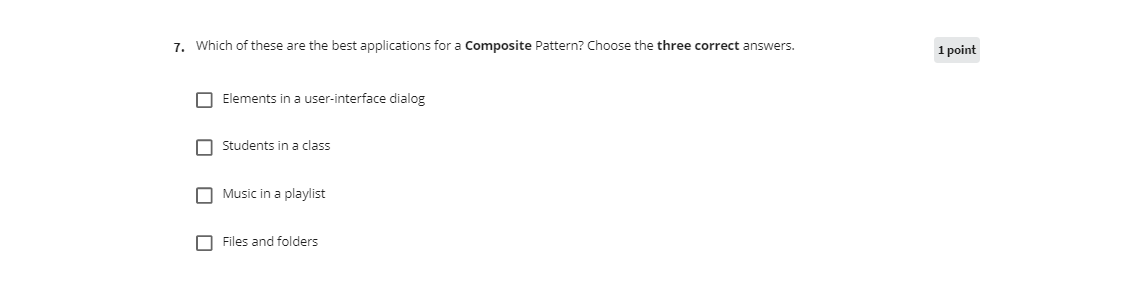 7. Which of these are the best applications for a Composite Pattern? Choose the three correct answers.
1 point
Elements in a user-interface dialog
Students in a class
Music in a playlist
Files and folders